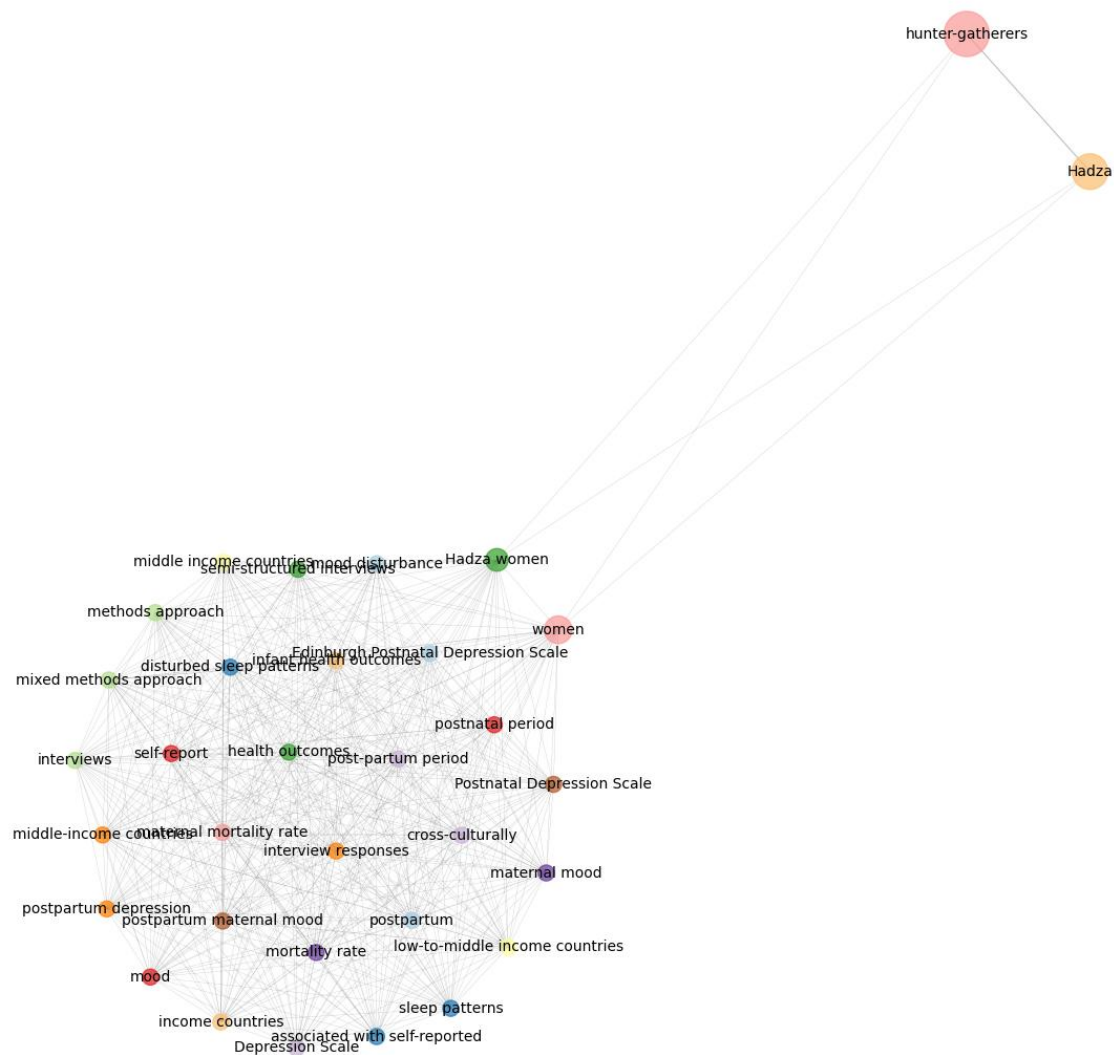 hunter-gatherers
Hadza
middle income countries
semi-structured interviews
mood disturbance
Hadza women
methods approach
women
Edinburgh Postnatal Depression Scale
infant health outcomes
disturbed sleep patterns
mixed methods approach
postnatal period
self-report
health outcomes
post-partum period
interviews
Postnatal Depression Scale
middle-income countries
maternal mortality rate
cross-culturally
interview responses
maternal mood
postpartum depression
postpartum maternal mood
postpartum
low-to-middle income countries
mortality rate
mood
sleep patterns
income countries
associated with self-reported
Depression Scale